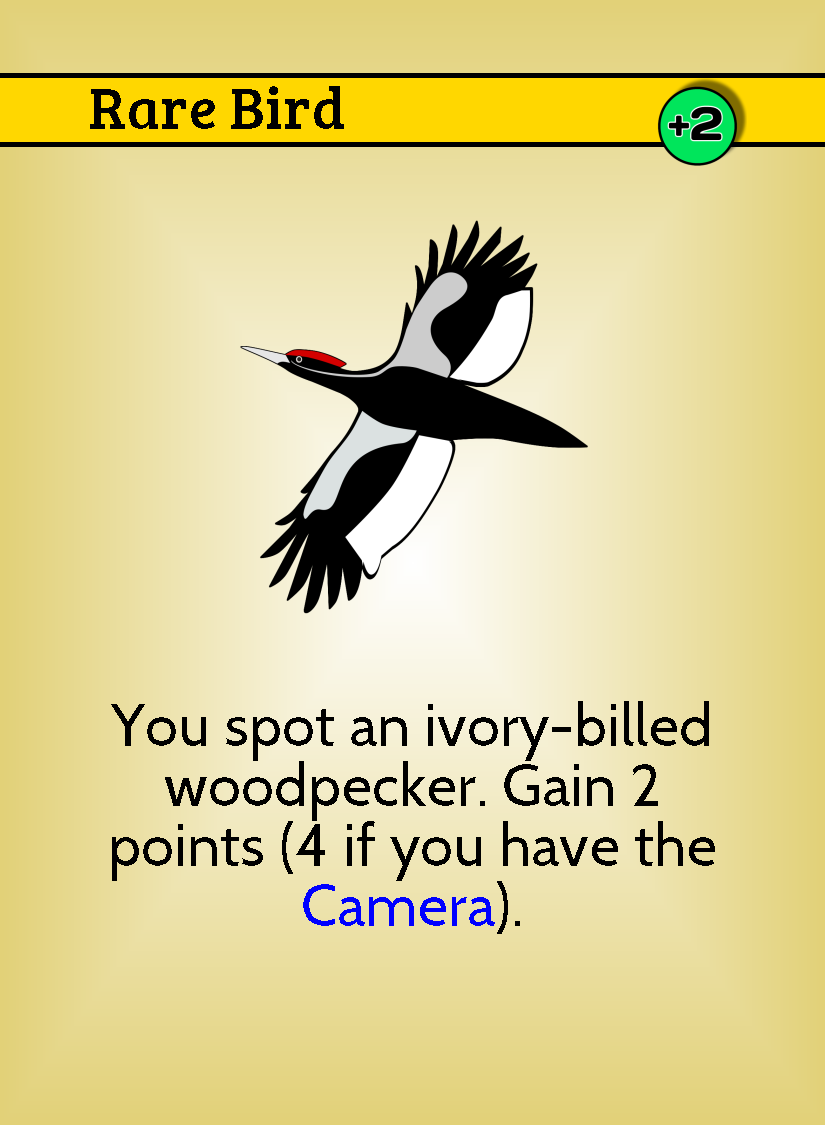 Rare Bird
+2
You spot an ivory-billed
woodpecker. Gain 2
points (4 if you have the
Camera).